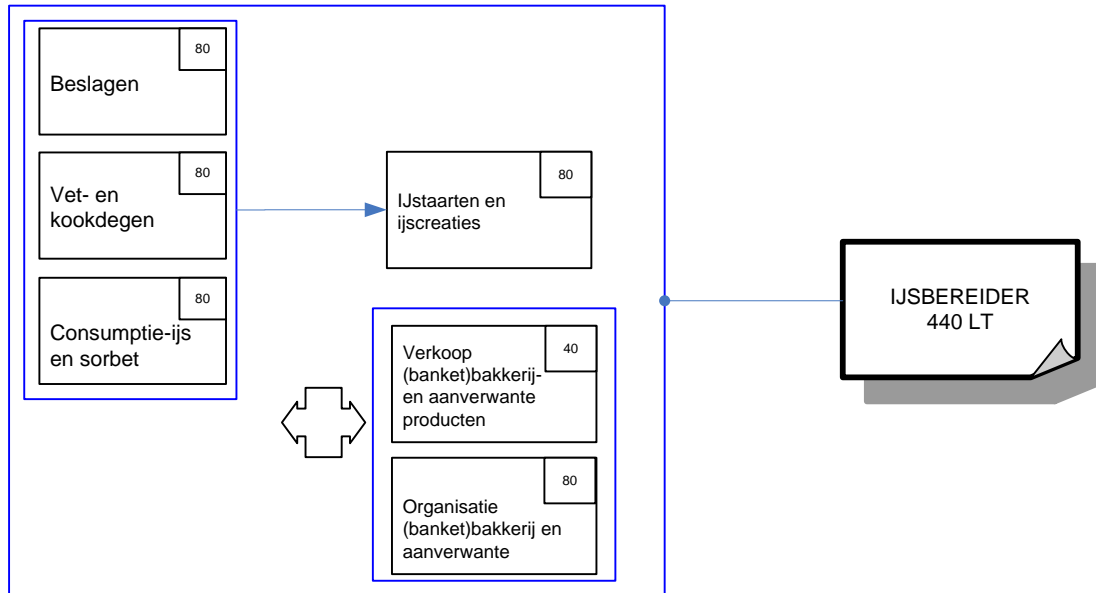 80
Beslagen
80
Vet- en
kookdegen
80
Consumptie-ijs
en sorbet
80
IJstaarten en
ijscreaties
40
Verkoop
(banket)bakkerij-
en aanverwante
producten
80
Organisatie
(banket)bakkerij en
aanverwante
IJSBEREIDER
440 LT